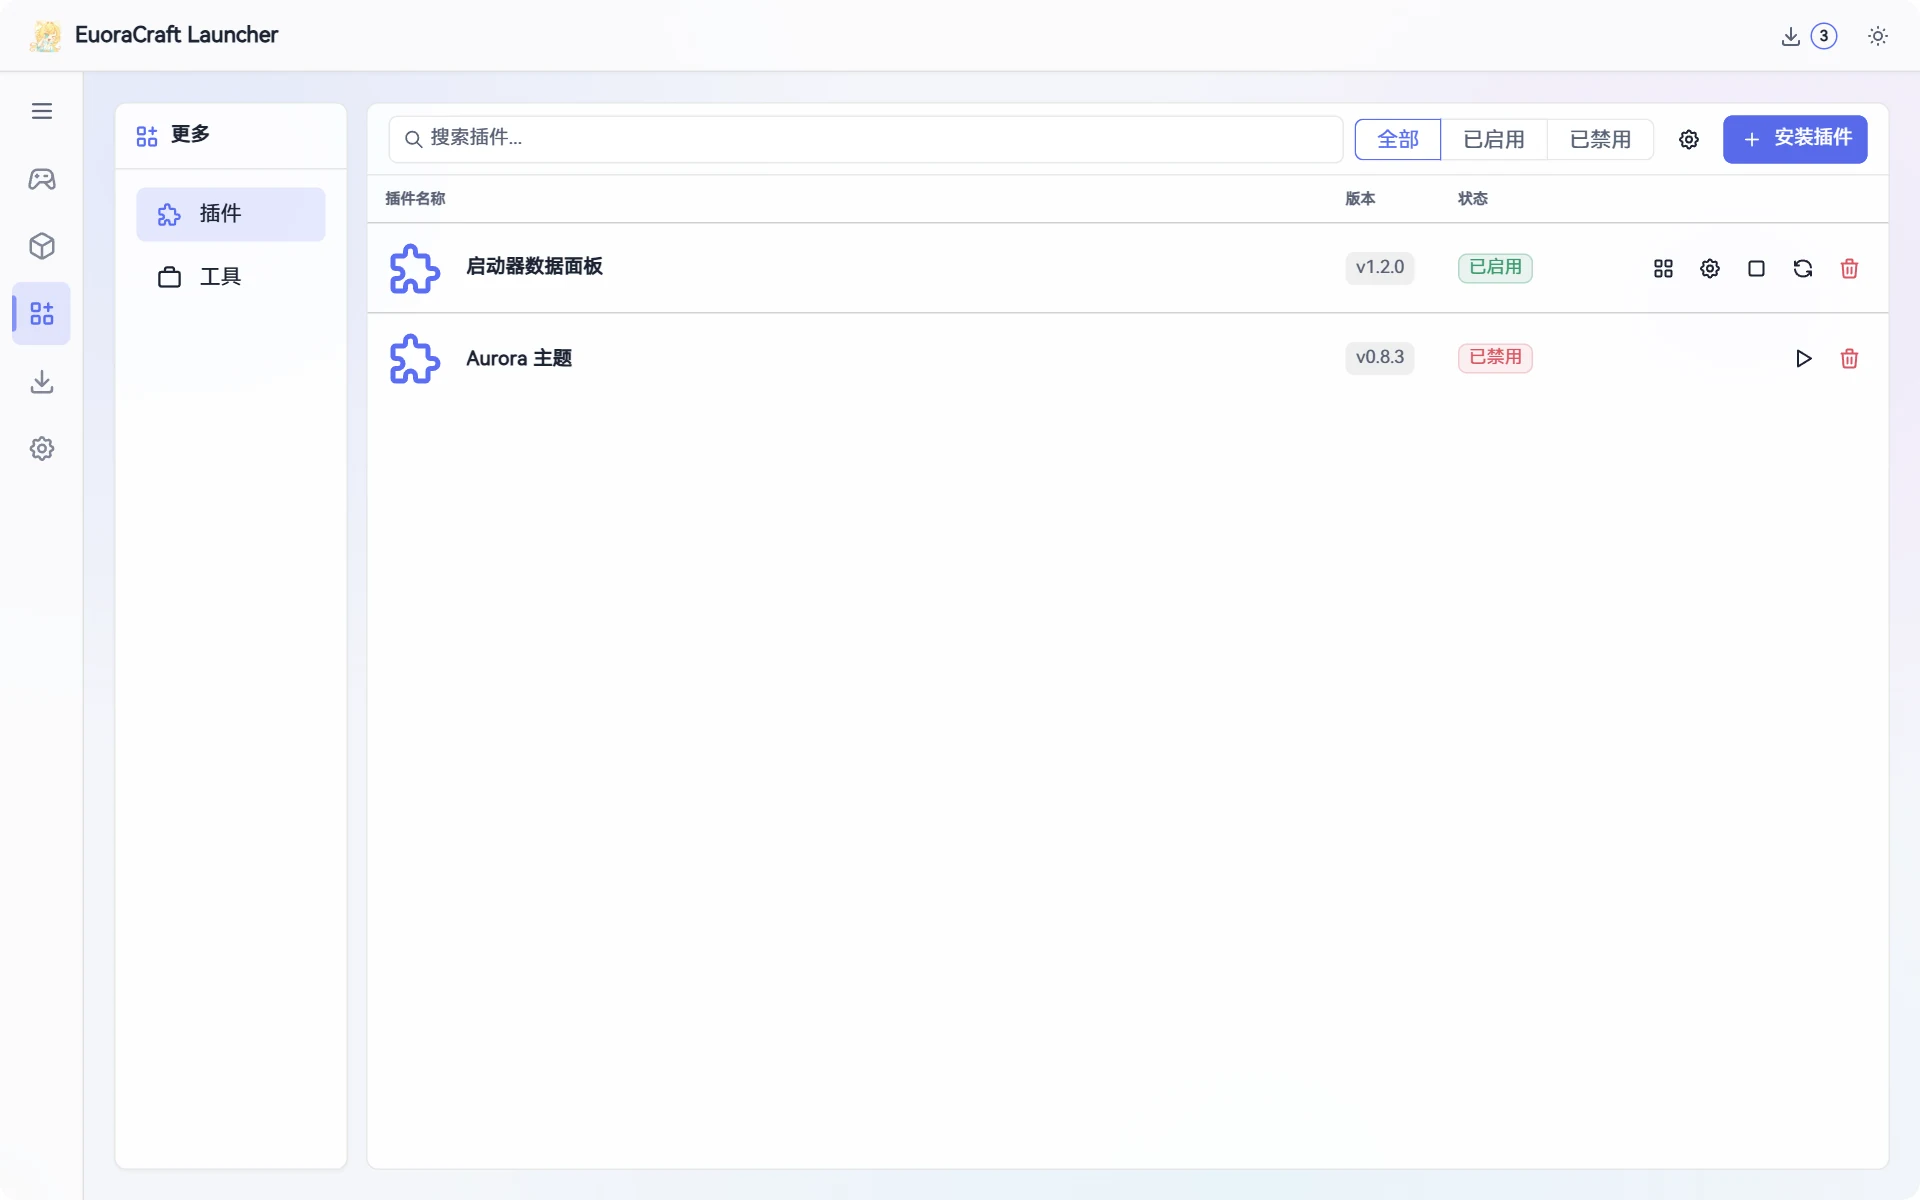 EuoraCraft Launcher
3
更多
插件
工具
搜索插件...
全部
已启用
已禁用
安装插件
插件名称
版本
状态
启动器数据面板
v1.2.0
已启用
Aurora 主题
v0.8.3
已禁用